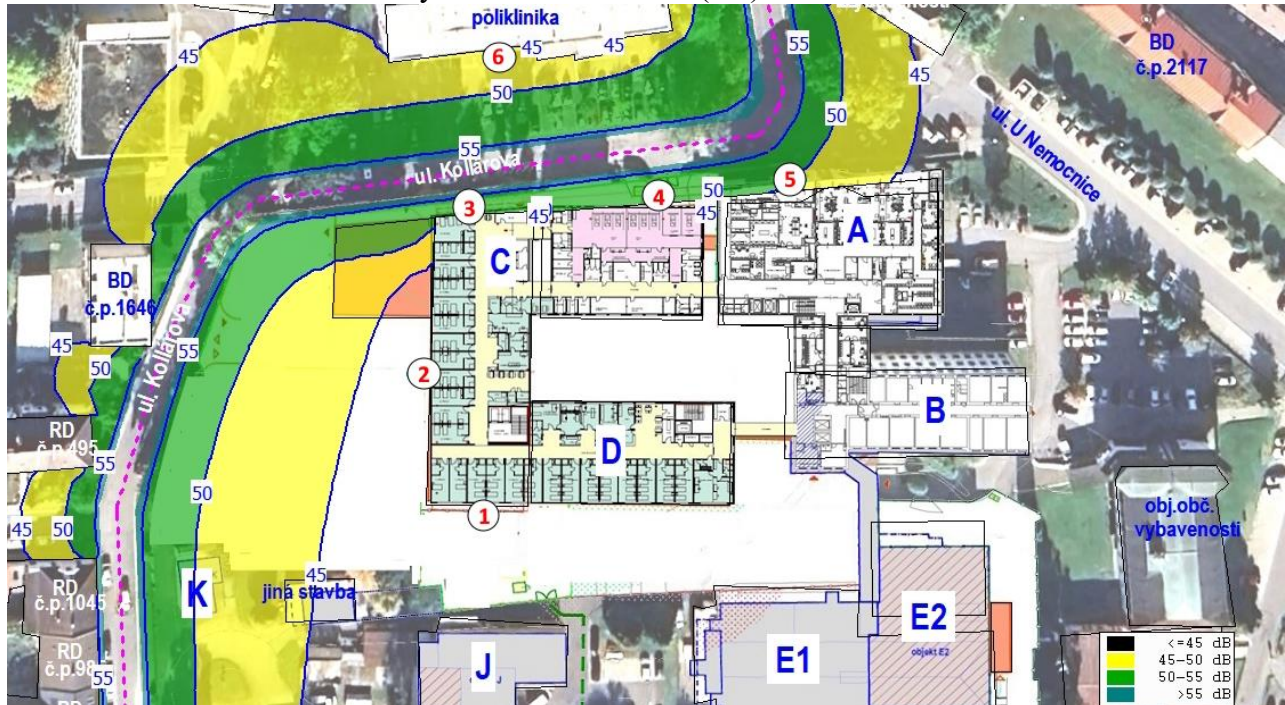 poliklinika
BD
č.p.2117
ul. U Nemocnice
ul. Kollárova
ul. Kollárova
BD
č.p.1646
RD
č.p.495
RD
č.p.1045
RD
č.p.98
45
45
45
45
50
50
50
55
55
55
55
55
55
45
50
50
45
45
45
50
45
50
45
6
5
4
3
2
1
A
B
C
D
E1
E2
objekt E2
J
K
jiná stavba
obj.obč.
vybavenosti
<=45 dB
45-50 dB
50-55 dB
>55 dB